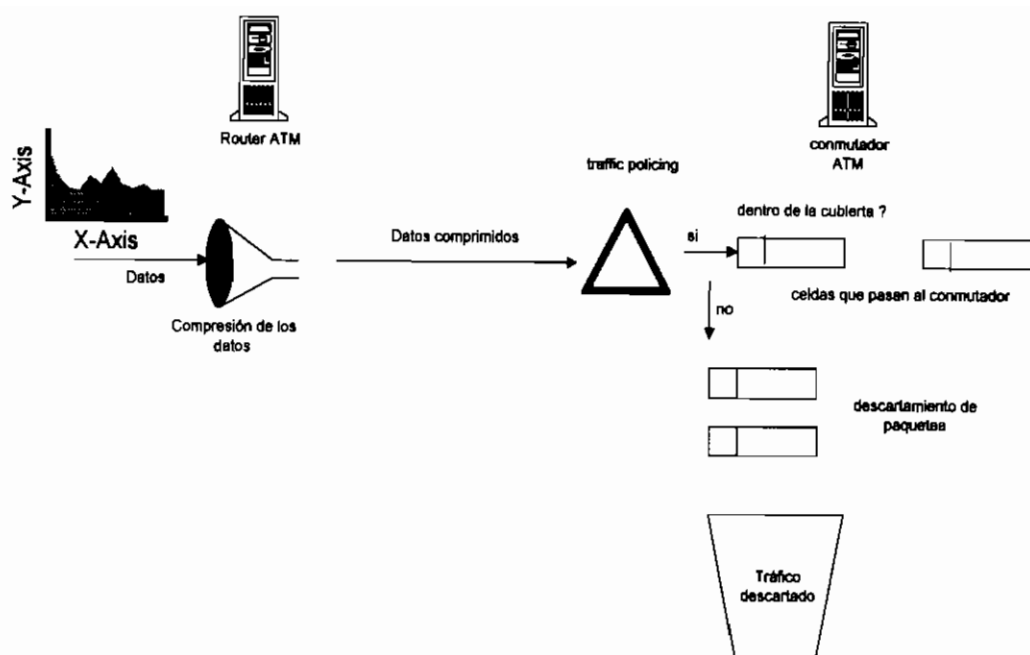 Router ATM
conmutador
ATM
traffic policing
Y-Axis
dentro de la cubierta ?
si
X-Axis
Datos comprimidos
Datos
celdas que pasan al conmutador
no
Compresión de los
datos
descartamiento de
paquetes
Tráfico
descartado